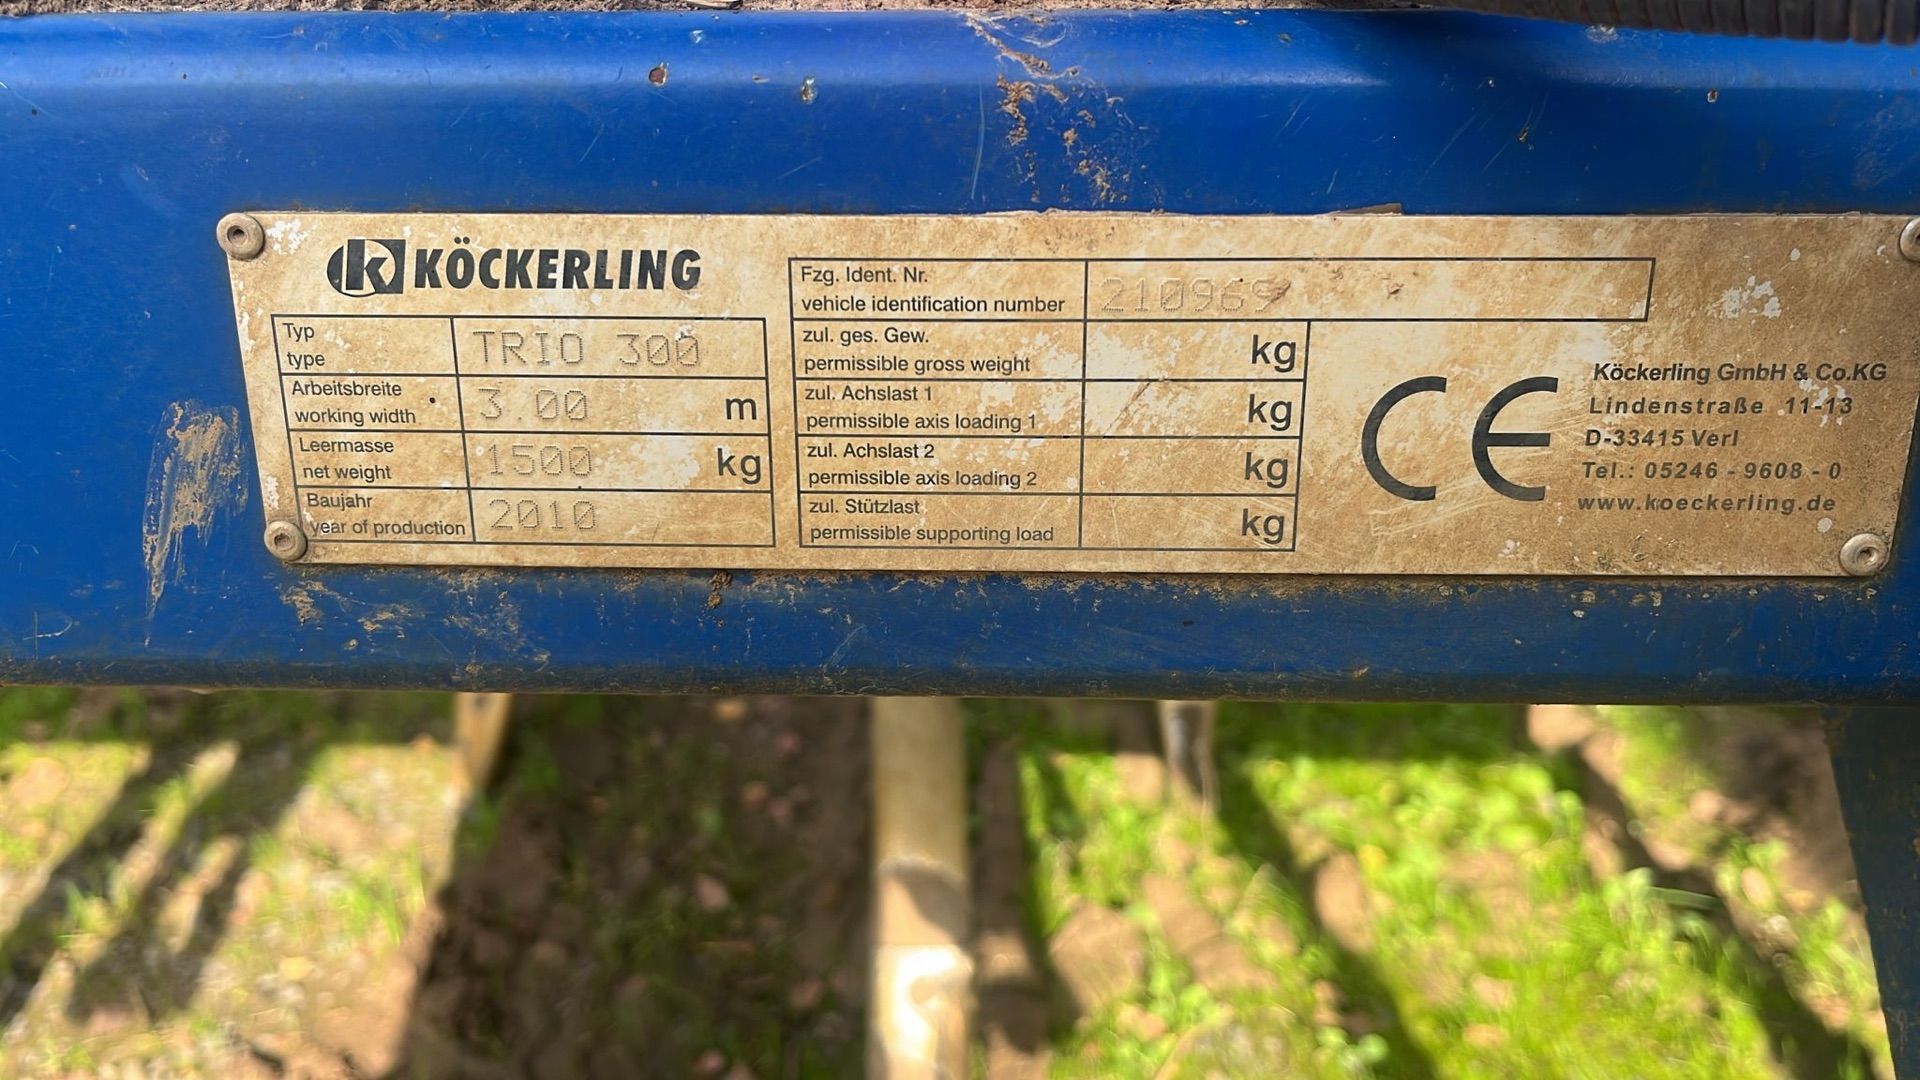 KÖCKERLING
Typ
type
TRIO 300
Arbeitsbreite
working width
3.00 m
Leermasse
net weight
1500 kg
Baujahr
year of production
2010
Fzg. Ident. Nr.
vehicle identification number
210969
zul. ges. Gew.
permissible gross weight
kg
zul. Achslast 1
permissible axis loading 1
kg
zul. Achslast 2
permissible axis loading 2
kg
zul. Stützlast
permissible supporting load
kg
CE
Köckerling GmbH & Co.KG
Lindenstraße 11-13
D-33415 Verl
Tel.: 05246 - 9608 - 0
www.koeckerling.de